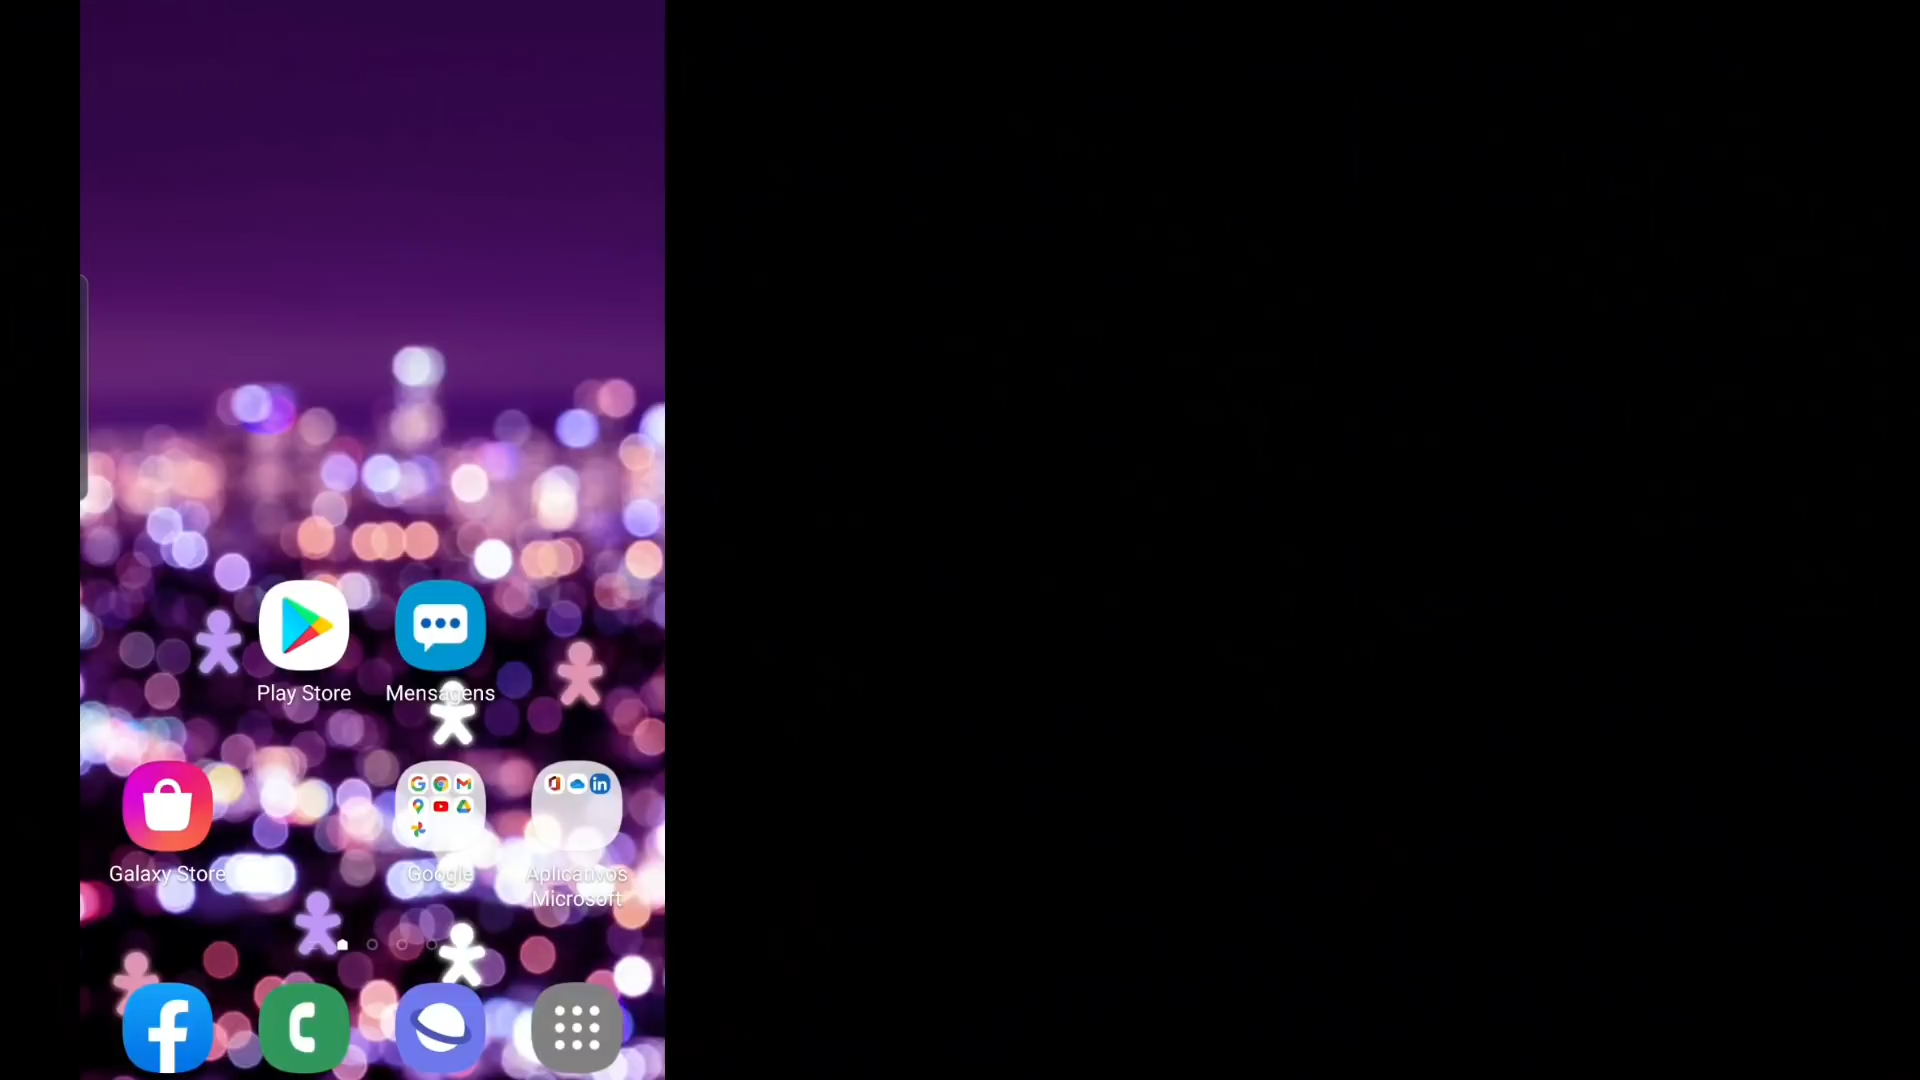 Play Store
Mensagens
Galaxy Store
Google
Aplicativos
Microsoft